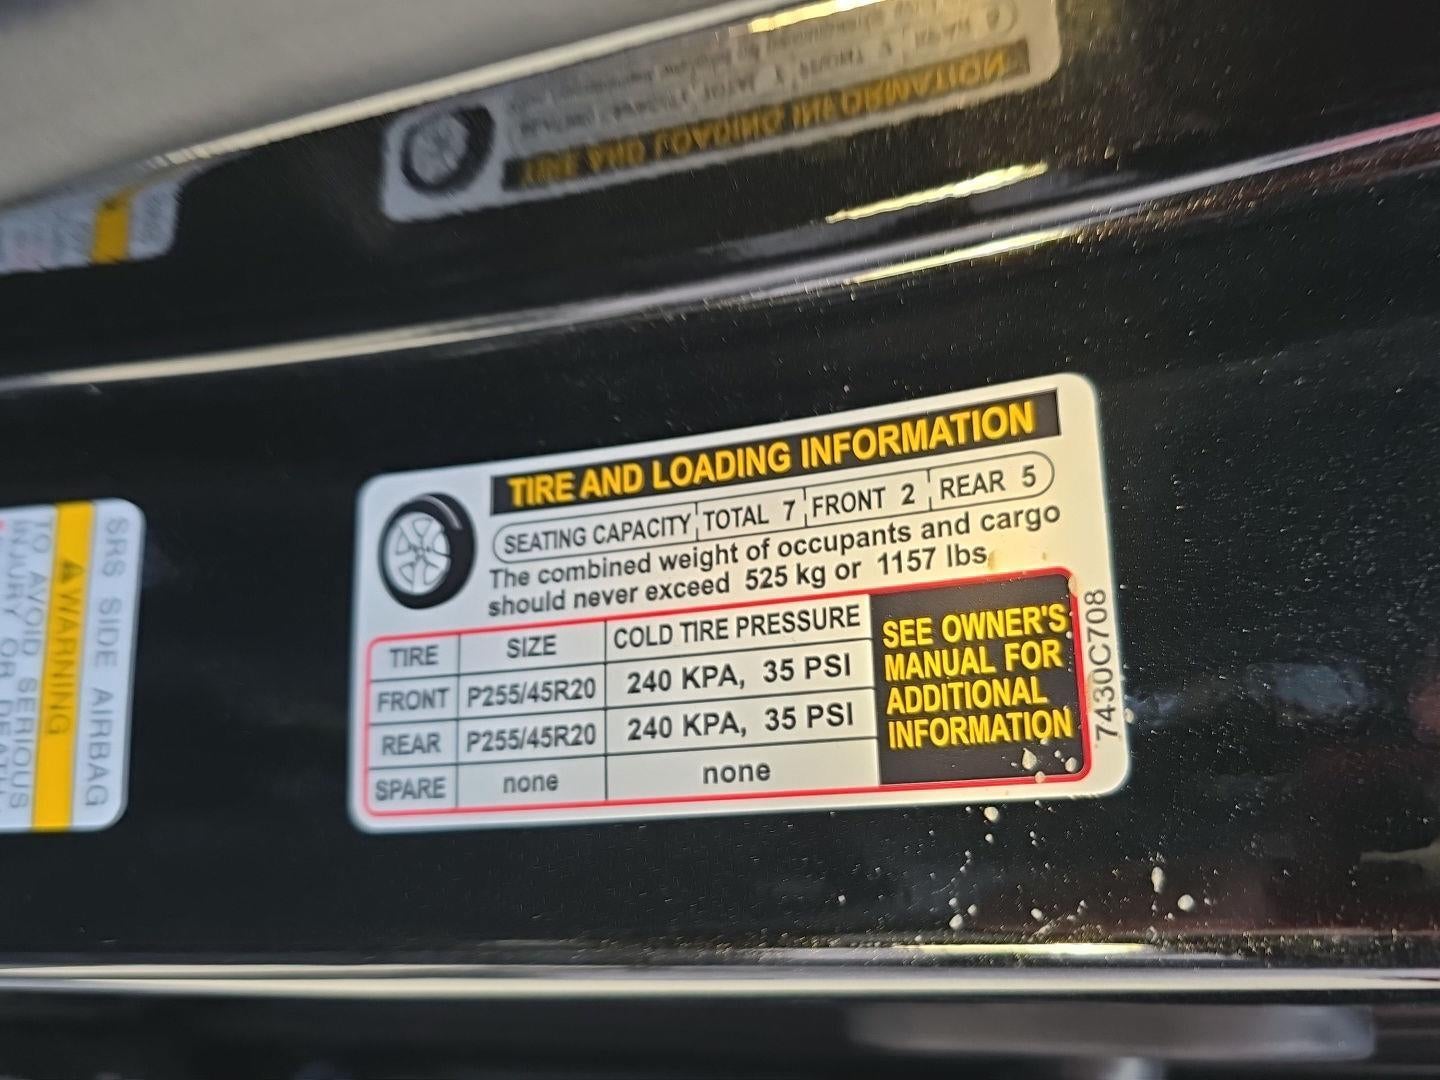 TIRE AND LOADING INFORMATION
SEATING CAPACITY TOTAL 7 FRONT 2 REAR 5
The combined weight of occupants and cargo
should never exceed 525 kg or 1157 lbs
TIRE SIZE COLD TIRE PRESSURE
FRONT P255/45R20 240 KPA, 35 PSI
REAR P255/45R20 240 KPA, 35 PSI
SPARE none none
SEE OWNER'S
MANUAL FOR
ADDITIONAL
INFORMATION
7430C708
SRS SIDE AIRBAG
WARNING
TO AVOID SERIOUS
INJURY OR DEATH
TIRE AND LOADING INFORMATION